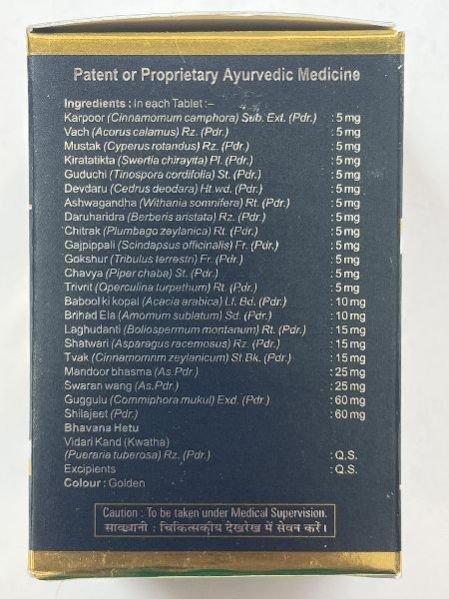 Patent or Proprietary Ayurvedic Medicine
Ingredients : In each Tablet :–
Karpoor (Cinnamomum camphora) Sub. Ext. (Pdr.) : 5 mg
Vach (Acorus calamus) Rz. (Pdr.) : 5 mg
Mustak (Cyperus rotandus) Rz. (Pdr.) : 5 mg
Kiratatikta (Swertia chirayita) Pl. (Pdr.) : 5 mg
Guduchi (Tinospora cordifolia) St. (Pdr.) : 5 mg
Devdaru (Cedrus deodara) Ht.wd. (Pdr.) : 5 mg
Ashwagandha (Withania somnifera) Rt. (Pdr.) : 5 mg
Daruharidra (Berberis aristata) Rz. (Pdr.) : 5 mg
Chitrak (Plumbago zeylanica) Rt. (Pdr.) : 5 mg
Gajpippali (Scindapsus officinalis) Fr. (Pdr.) : 5 mg
Gokshur (Tribulus terrestri) Fr. (Pdr.) : 5 mg
Chavya (Piper chaba) St. (Pdr.) : 5 mg
Trivrit (Operculina turpethum) Rt. (Pdr.) : 5 mg
Babool ki kopal (Acacia arabica) Lf. Bd. (Pdr.) : 10 mg
Brihad Ela (Amomum sublatum) Sd. (Pdr.) : 10 mg
Laghudanti (Boliospermum montanum) Rt. (Pdr.) : 15 mg
Shatwari (Asparagus racemosus) Rz. (Pdr.) : 15 mg
Tvak (Cinnamomnm zeylanicum) St.Bk. (Pdr.) : 15 mg
Mandoor bhasma (As.Pdr.) : 25 mg
Swaran wang (As.Pdr.) : 25 mg
Guggulu (Commiphora mukul) Exd. (Pdr.) : 60 mg
Shilajeet (Pdr.) : 60 mg
Bhavana Hetu
Vidari Kand (Kwatha)
(Pueraria tuberosa) Rz. (Pdr.) : Q.S.
Excipients : Q.S.
Colour : Golden
Caution : To be taken under Medical Supervision.
सावधानी : चिकित्सकीय देखरेख में सेवन करें।